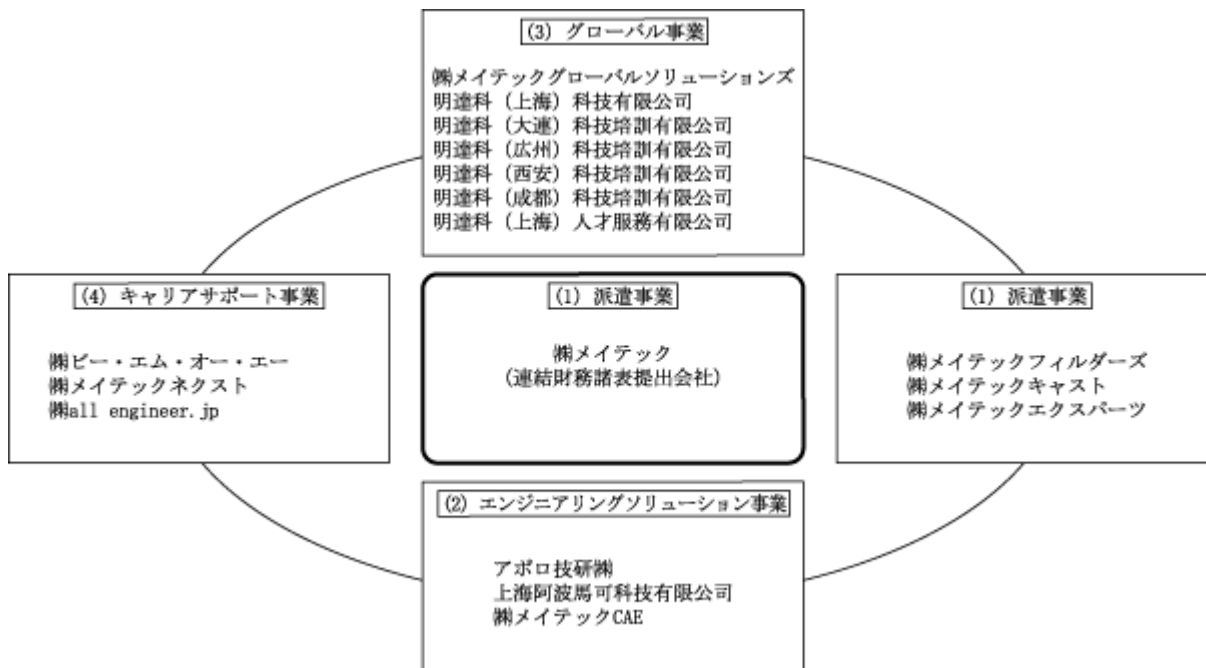 (3) グローバル事業
㈱メイテックグローバルソリューションズ
明達科（上海）科技有限公司
明達科（大連）科技培訓有限公司
明達科（広州）科技培訓有限公司
明達科（西安）科技培訓有限公司
明達科（成都）科技培訓有限公司
明達科（上海）人才服務有限公司
(4) キャリアサポート事業
㈱ビー・エム・オー・エー
㈱メイテックネクスト
㈱all engineer.jp
(1) 派遣事業
㈱メイテック
(連結財務諸表提出会社)
(1) 派遣事業
㈱メイテックフィルダーズ
㈱メイテックキャスト
㈱メイテックエクスパーツ
(2) エンジニアリングソリューション事業
アポロ技研㈱
上海阿波馬可科技有限公司
㈱メイテックCAE